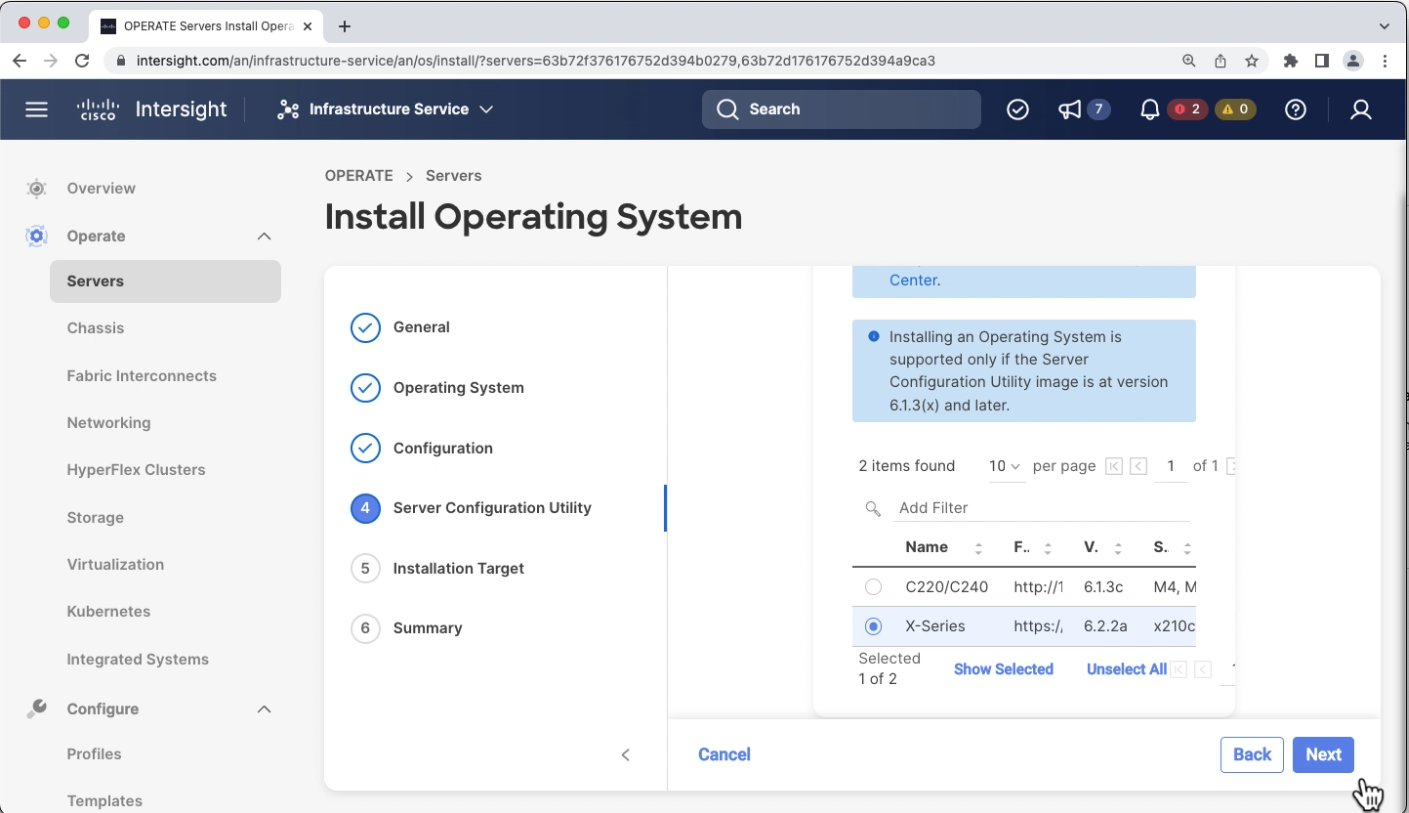 OPERATE Servers Install Opera
intersight.com/an/infrastructure-service/an/os/install/?servers=63b72f376176752d394b0279,63b72d176176752d394a9ca3
cisco Intersight Infrastructure Service Search 7 2 0
Overview
Operate
Servers
Chassis
Fabric Interconnects
Networking
HyperFlex Clusters
Storage
Virtualization
Kubernetes
Integrated Systems
Configure
Profiles
Templates
OPERATE > Servers
Install Operating System
General
Operating System
Configuration
4 Server Configuration Utility
5 Installation Target
6 Summary
Center.
Installing an Operating System is
supported only if the Server
Configuration Utility image is at version
6.1.3(x) and later.
2 items found 10 per page 1 of 1
Add Filter
Name F.. V. S..
C220/C240 http://1 6.1.3c M4, M
X-Series https:/, 6.2.2a x210c
Selected
1 of 2 Show Selected Unselect All
Cancel Back Next